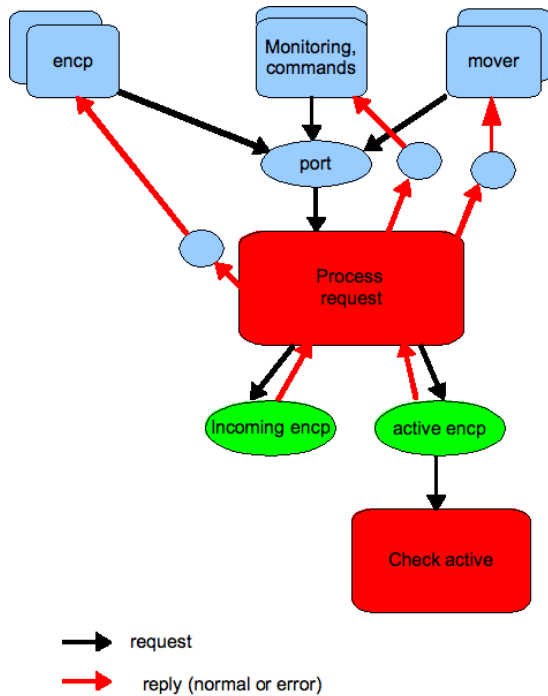 encp
Monitoring,
commands
mover
port
Process
request
Incoming encp
active encp
Check active
request
reply (normal or error)